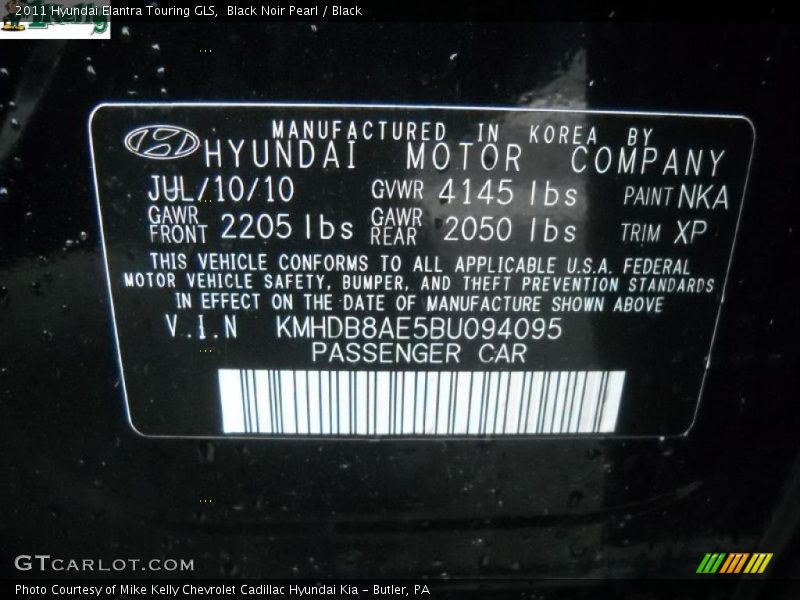 2011 Hyundai Elantra Touring GLS,  Black Noir Pearl / Black
MANUFACTURED IN KOREA BY
HYUNDAI MOTOR COMPANY
JUL/10/10 GVWR 4145 lbs PAINT NKA
GAWR FRONT 2205 lbs GAWR REAR 2050 lbs TRIM XP
THIS VEHICLE CONFORMS TO ALL APPLICABLE U.S.A. FEDERAL
MOTOR VEHICLE SAFETY, BUMPER, AND THEFT PREVENTION STANDARDS
IN EFFECT ON THE DATE OF MANUFACTURE SHOWN ABOVE
V.I.N KMHDB8AE5BU094095
PASSENGER CAR
GTCARLOT.COM
Photo Courtesy of Mike Kelly Chevrolet Cadillac Hyundai Kia - Butler, PA